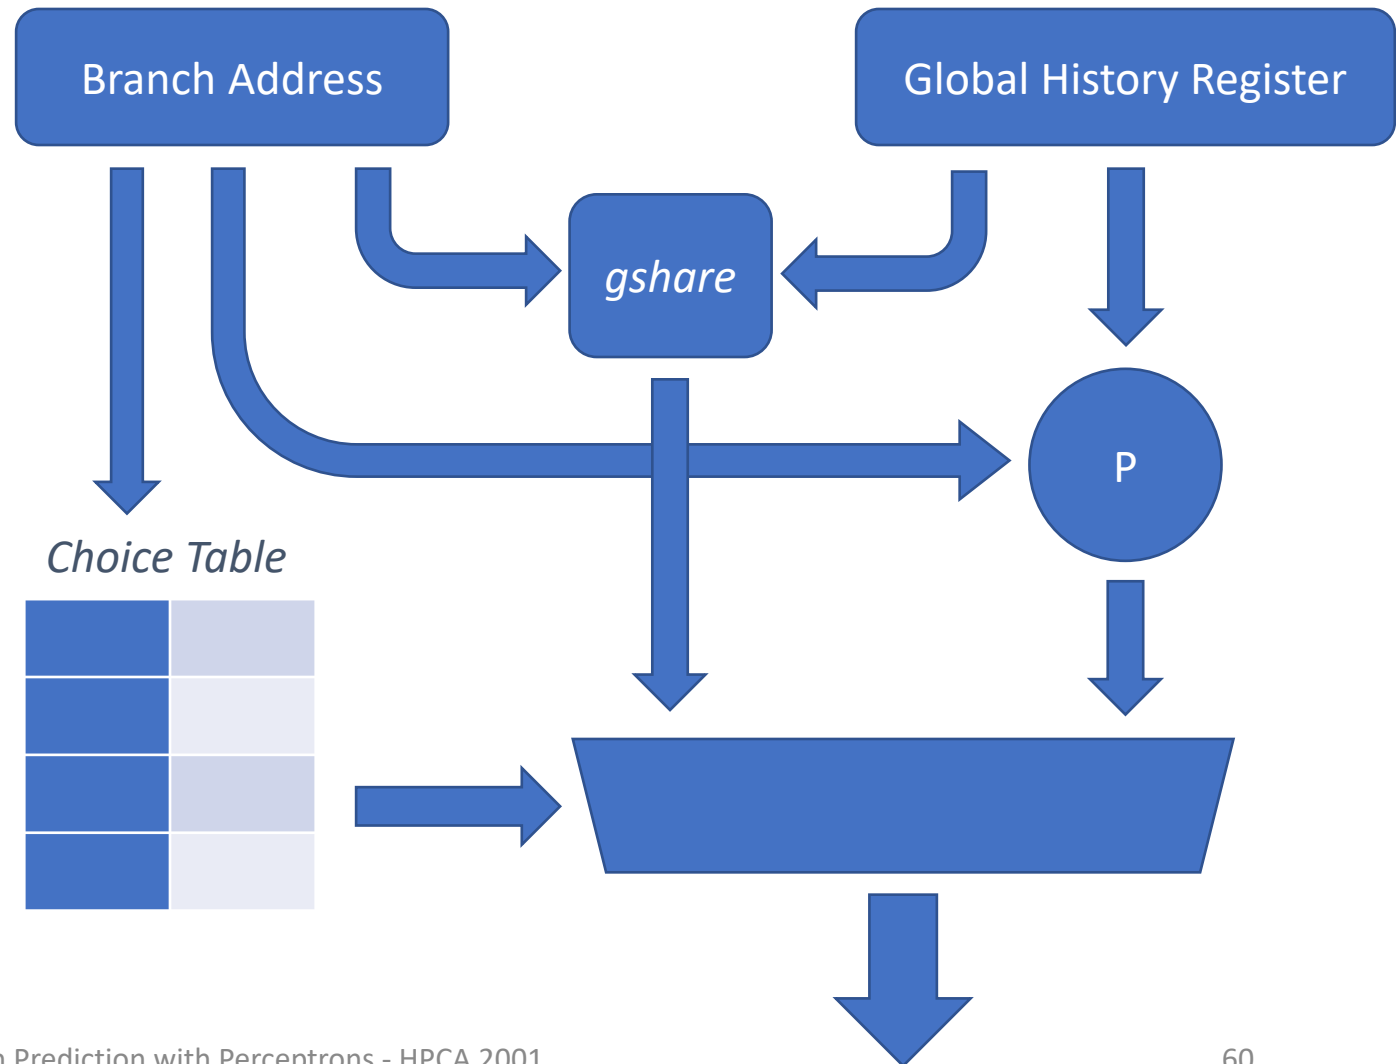 Branch Address
Global History Register
gshare
P
Choice Table
Prediction with Perceptrons - HPCA 2001
60